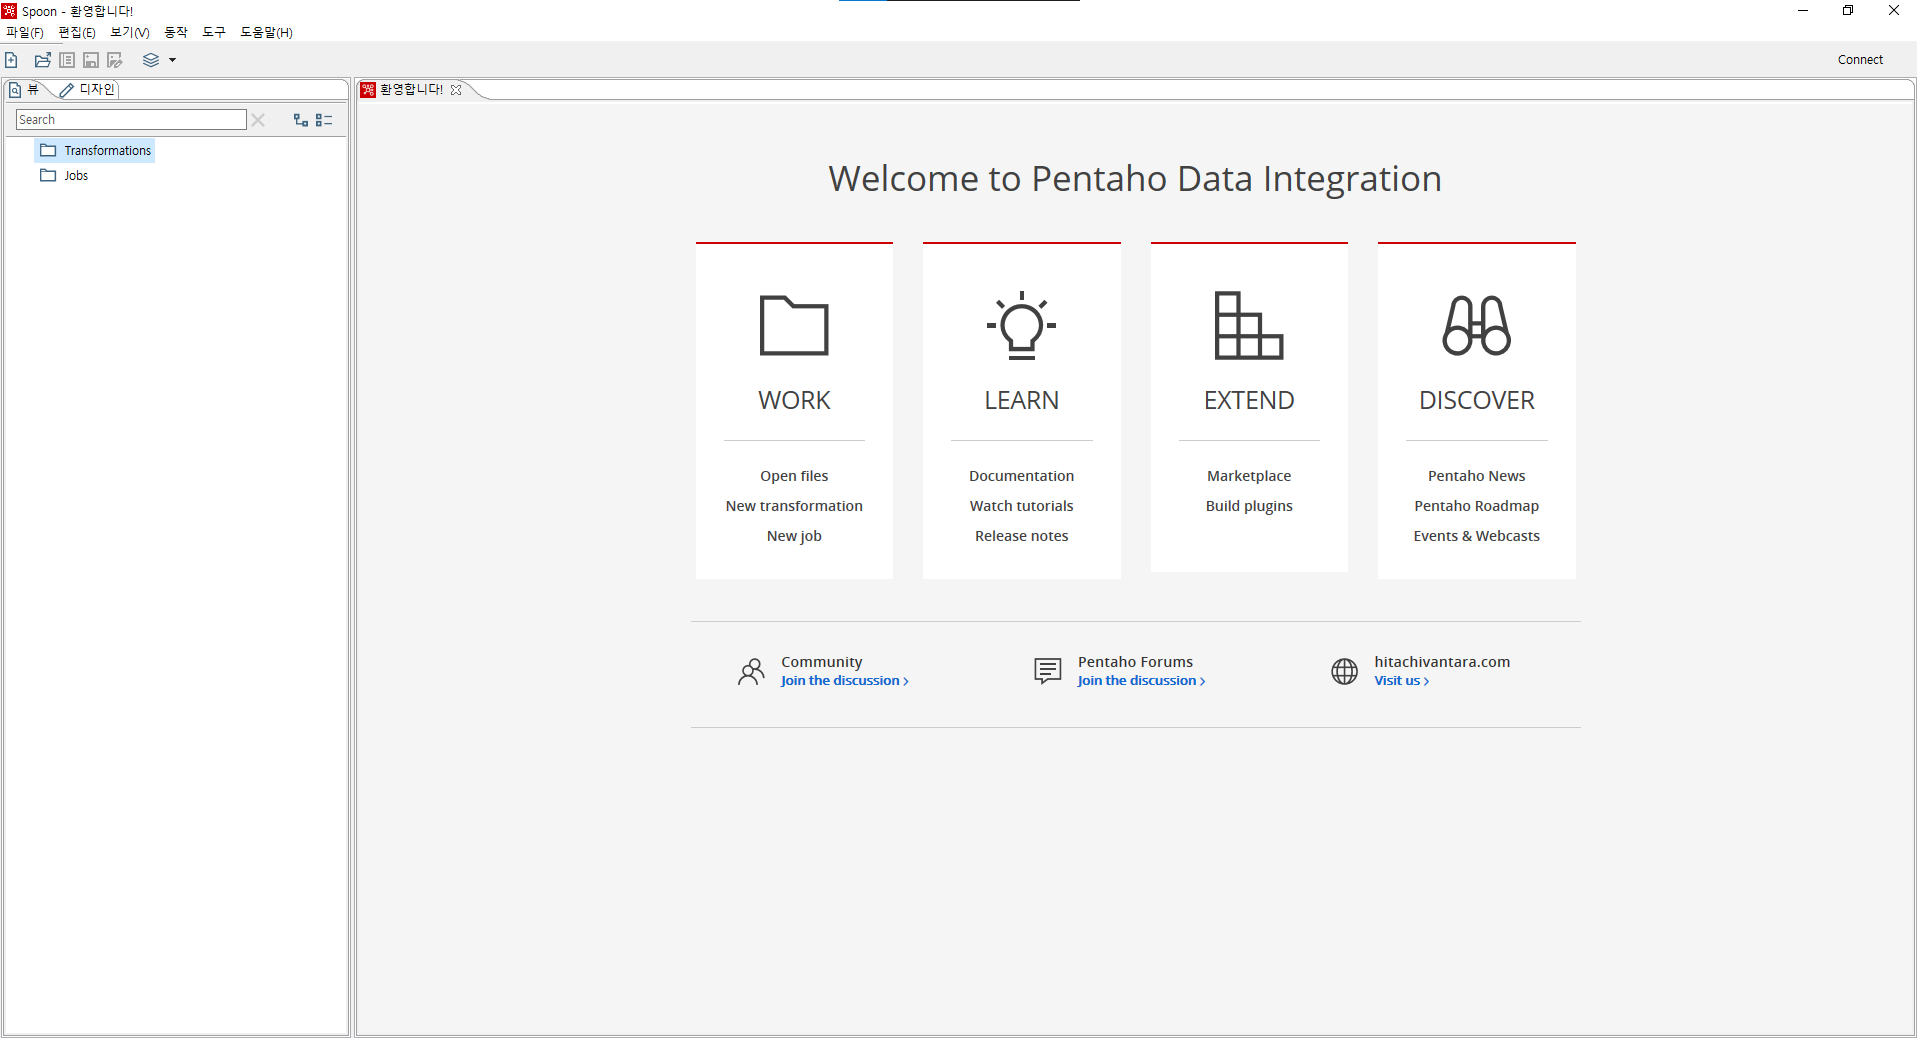 Spoon - 환영합니다!
파일(F) 편집(E) 보기(V) 동작 도구 도움말(H)
Connect
뷰 디자인
환영합니다!
Search
Transformations
Jobs
Welcome to Pentaho Data Integration
WORK
Open files
New transformation
New job
LEARN
Documentation
Watch tutorials
Release notes
EXTEND
Marketplace
Build plugins
DISCOVER
Pentaho News
Pentaho Roadmap
Events & Webcasts
Community
Join the discussion ›
Pentaho Forums
Join the discussion ›
hitachivantara.com
Visit us ›